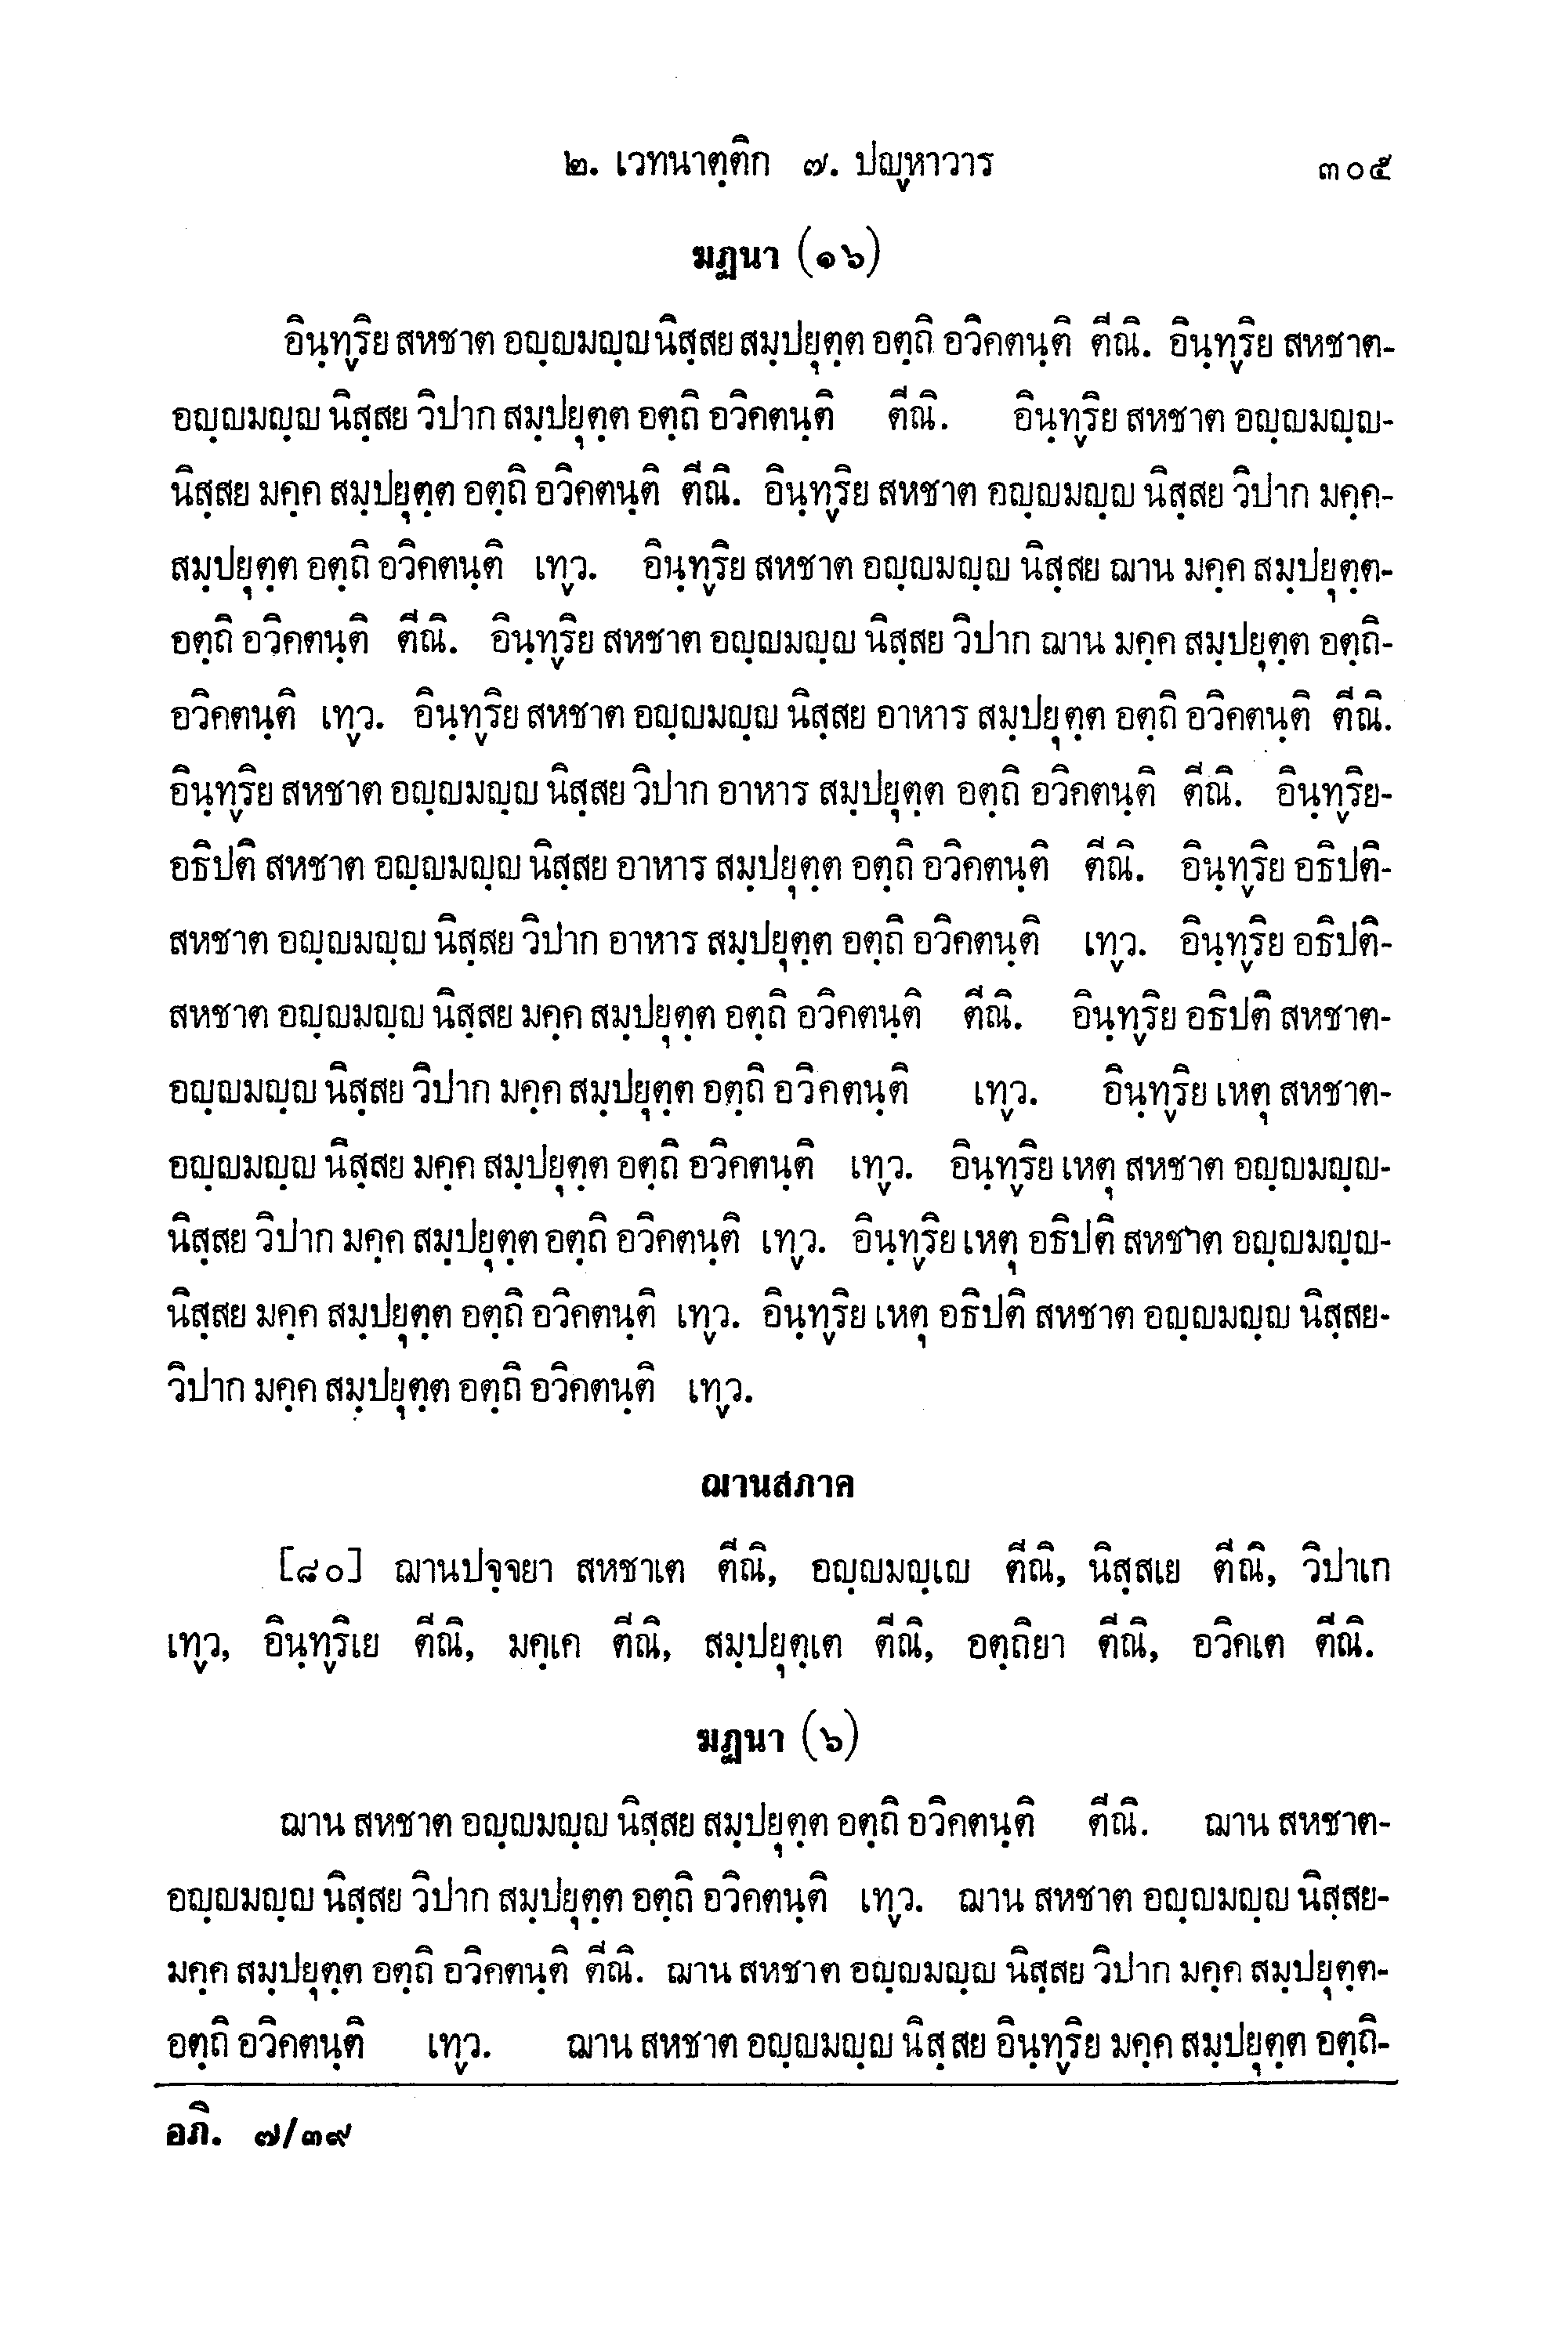 ๒. เวทนาตฺติก ๗. ปญฺหาวาร ๓๐๕
ฆฏนา (๑๖)
อินฺทฺริย สหชาต อญฺญมญฺญ นิสฺสย สมฺปยุตฺต อตฺถิ อวิคตนฺติ ตีณิ. อินฺทฺริย สหชาต-
อญฺญมญฺญ นิสฺสย วิปาก สมฺปยุตฺต อตฺถิ อวิคตนฺติ ตีณิ. อินฺทฺริย สหชาต อญฺญมญฺญ-
นิสฺสย มคฺค สมฺปยุตฺต อตฺถิ อวิคตนฺติ ตีณิ. อินฺทฺริย สหชาต อญฺญมญฺญ นิสฺสย วิปาก มคฺค-
สมฺปยุตฺต อตฺถิ อวิคตนฺติ เทฺว. อินฺทฺริย สหชาต อญฺญมญฺญ นิสฺสย ฌาน มคฺค สมฺปยุตฺต-
อตฺถิ อวิคตนฺติ ตีณิ. อินฺทฺริย สหชาต อญฺญมญฺญ นิสฺสย วิปาก ฌาน มคฺค สมฺปยุตฺต อตฺถิ-
อวิคตนฺติ เทฺว. อินฺทฺริย สหชาต อญฺญมญฺญ นิสฺสย อาหาร สมฺปยุตฺต อตฺถิ อวิคตนฺติ ตีณิ.
อินฺทฺริย สหชาต อญฺญมญฺญ นิสฺสย วิปาก อาหาร สมฺปยุตฺต อตฺถิ อวิคตนฺติ ตีณิ. อินฺทฺริย-
อธิปติ สหชาต อญฺญมญฺญ นิสฺสย อาหาร สมฺปยุตฺต อตฺถิ อวิคตนฺติ ตีณิ. อินฺทฺริย อธิปติ-
สหชาต อญฺญมญฺญ นิสฺสย วิปาก อาหาร สมฺปยุตฺต อตฺถิ อวิคตนฺติ เทฺว. อินฺทฺริย อธิปติ-
สหชาต อญฺญมญฺญ นิสฺสย มคฺค สมฺปยุตฺต อตฺถิ อวิคตนฺติ ตีณิ. อินฺทฺริย อธิปติ สหชาต-
อญฺญมญฺญ นิสฺสย วิปาก มคฺค สมฺปยุตฺต อตฺถิ อวิคตนฺติ เทฺว. อินฺทฺริย เหตุ สหชาต-
อญฺญมญฺญ นิสฺสย มคฺค สมฺปยุตฺต อตฺถิ อวิคตนฺติ เทฺว. อินฺทฺริย เหตุ สหชาต อญฺญมญฺญ-
นิสฺสย วิปาก มคฺค สมฺปยุตฺต อตฺถิ อวิคตนฺติ เทฺว. อินฺทฺริย เหตุ อธิปติ สหชาต อญฺญมญฺญ-
นิสฺสย มคฺค สมฺปยุตฺต อตฺถิ อวิคตนฺติ เทฺว. อินฺทฺริย เหตุ อธิปติ สหชาต อญฺญมญฺญ นิสฺสย-
วิปาก มคฺค สมฺปยุตฺต อตฺถิ อวิคตนฺติ เทฺว.
ฌานสภาค
[๘๐] ฌานปจฺจยา สหชาเต ตีณิ, อญฺญมญฺเญ ตีณิ, นิสฺสเย ตีณิ, วิปาเก
เทฺว, อินฺทฺริเย ตีณิ, มคฺเค ตีณิ, สมฺปยุตฺเต ตีณิ, อตฺถิยา ตีณิ, อวิคเต ตีณิ.
ฆฏนา (๖)
ฌาน สหชาต อญฺญมญฺญ นิสฺสย สมฺปยุตฺต อตฺถิ อวิคตนฺติ ตีณิ. ฌาน สหชาต-
อญฺญมญฺญ นิสฺสย วิปาก สมฺปยุตฺต อตฺถิ อวิคตนฺติ เทฺว. ฌาน สหชาต อญฺญมญฺญ นิสฺสย-
มคฺค สมฺปยุตฺต อตฺถิ อวิคตนฺติ ตีณิ. ฌาน สหชาต อญฺญมญฺญ นิสฺสย วิปาก มคฺค สมฺปยุตฺต-
อตฺถิ อวิคตนฺติ เทฺว. ฌาน สหชาต อญฺญมญฺญ นิสฺสย อินฺทฺริย มคฺค สมฺปยุตฺต อตฺถิ-
อภิ. ๗/๓๙